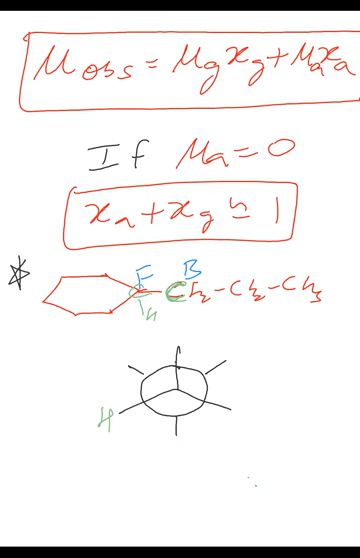 μobs = μgxg + μaxa
If μa = 0
xa + xg ≈ 1
F B
CH₂ - CH₂ - CH₃
H
H